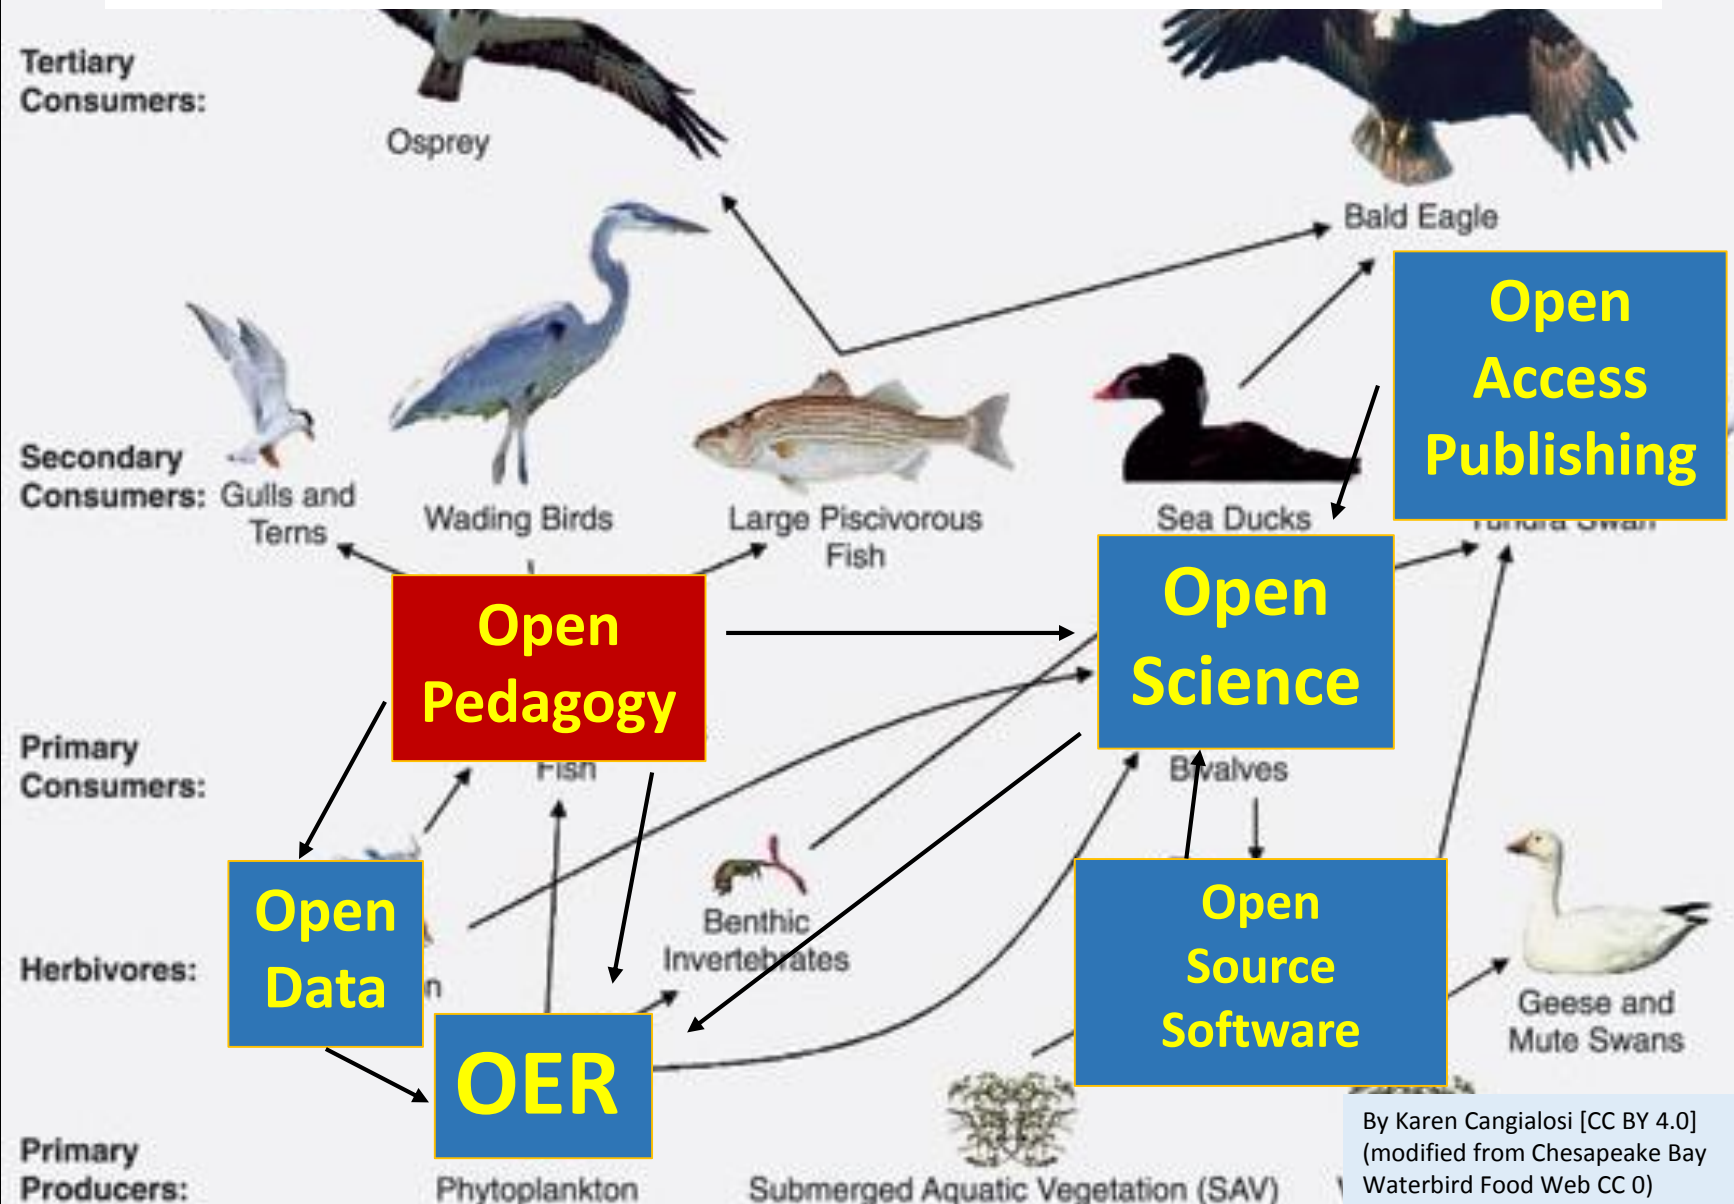 Tertiary
Consumers:
Osprey
Bald Eagle
Open
Access
Publishing
Secondary
Consumers:
Gulls and
Terns
Wading Birds
Large Piscivorous
Fish
Sea Ducks
Tundra Swan
Open
Pedagogy
Open
Science
Primary
Consumers:
Fish
Bivalves
Open
Data
Benthic
Invertebrates
Open
Source
Software
Herbivores:
n
Geese and
Mute Swans
OER
Primary
Producers:
Phytoplankton
Submerged Aquatic Vegetation (SAV)
By Karen Cangialosi [CC BY 4.0]
(modified from Chesapeake Bay
Waterbird Food Web CC 0)